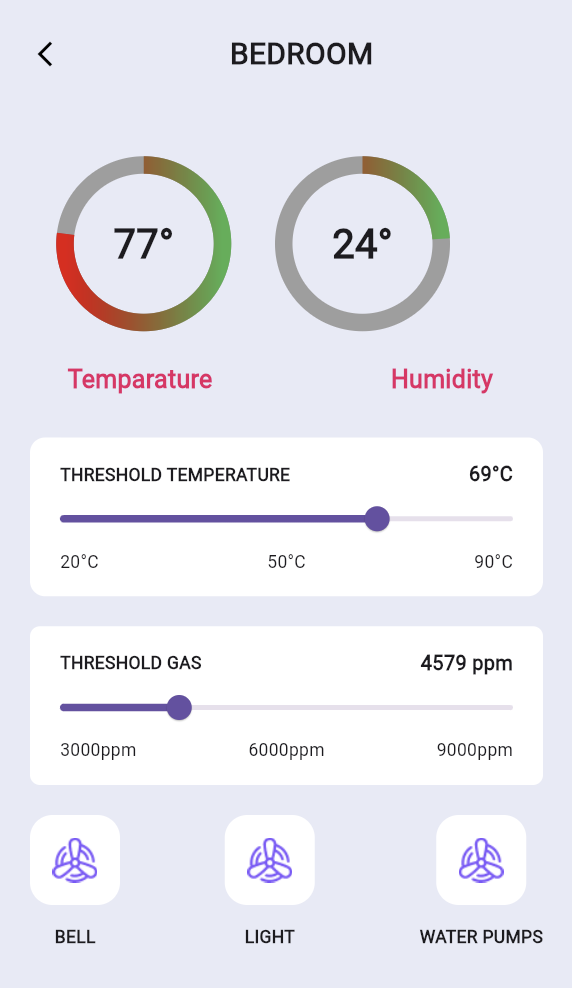 BEDROOM
77° 24°
Temparature Humidity
THRESHOLD TEMPERATURE 69°C
20°C 50°C 90°C
THRESHOLD GAS 4579 ppm
3000ppm 6000ppm 9000ppm
BELL LIGHT WATER PUMPS